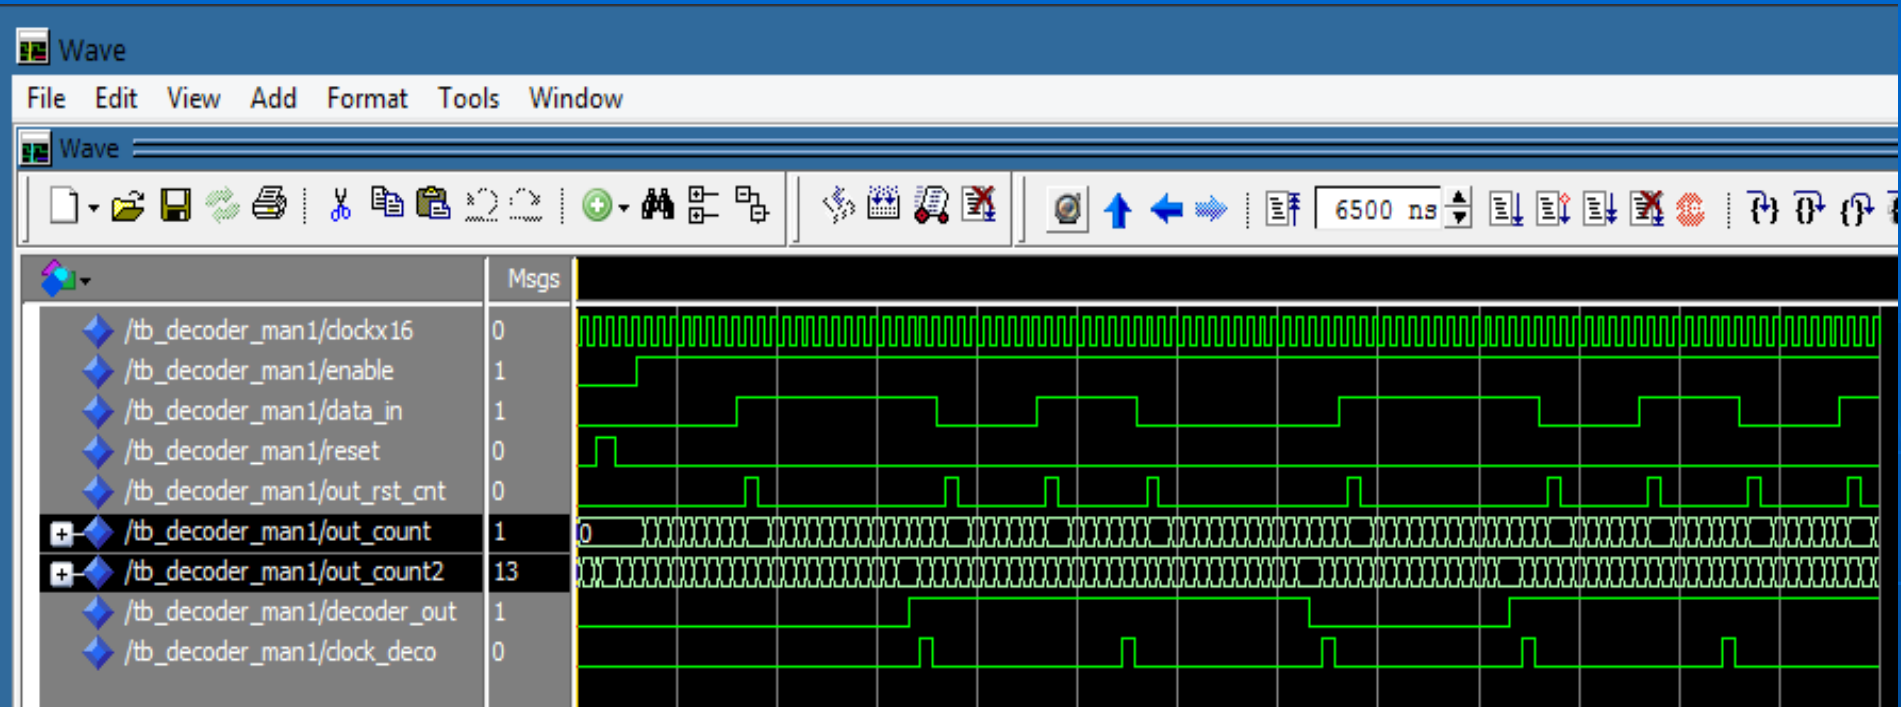 Wave
File Edit View Add Format Tools Window
Wave
6500 ns
Msgs
/tb_decoder_man1/clockx16 0
/tb_decoder_man1/enable 1
/tb_decoder_man1/data_in 1
/tb_decoder_man1/reset 0
/tb_decoder_man1/out_rst_cnt 0
/tb_decoder_man1/out_count 1 0
/tb_decoder_man1/out_count2 13
/tb_decoder_man1/decoder_out 1
/tb_decoder_man1/clock_deco 0